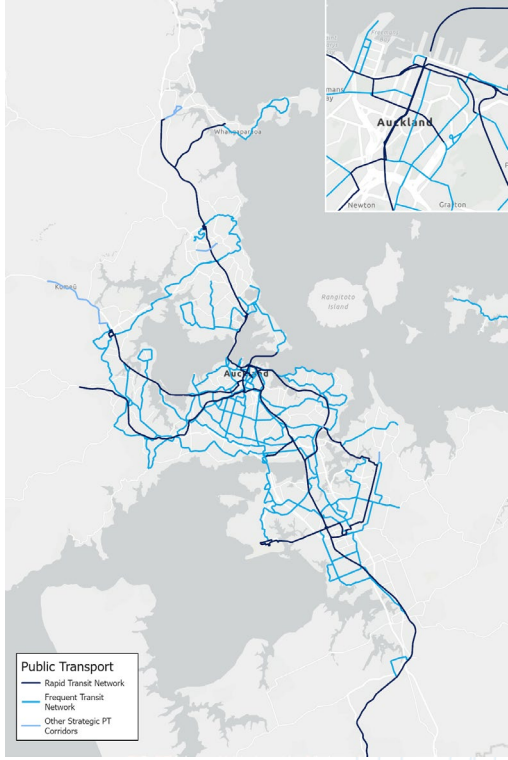 Whangaparāoa
Kumeū
Rangitoto
Island
Auckland
Auckland
Newton
Grafton
Public Transport
Rapid Transit Network
Frequent Transit
Network
Other Strategic PT
Corridors